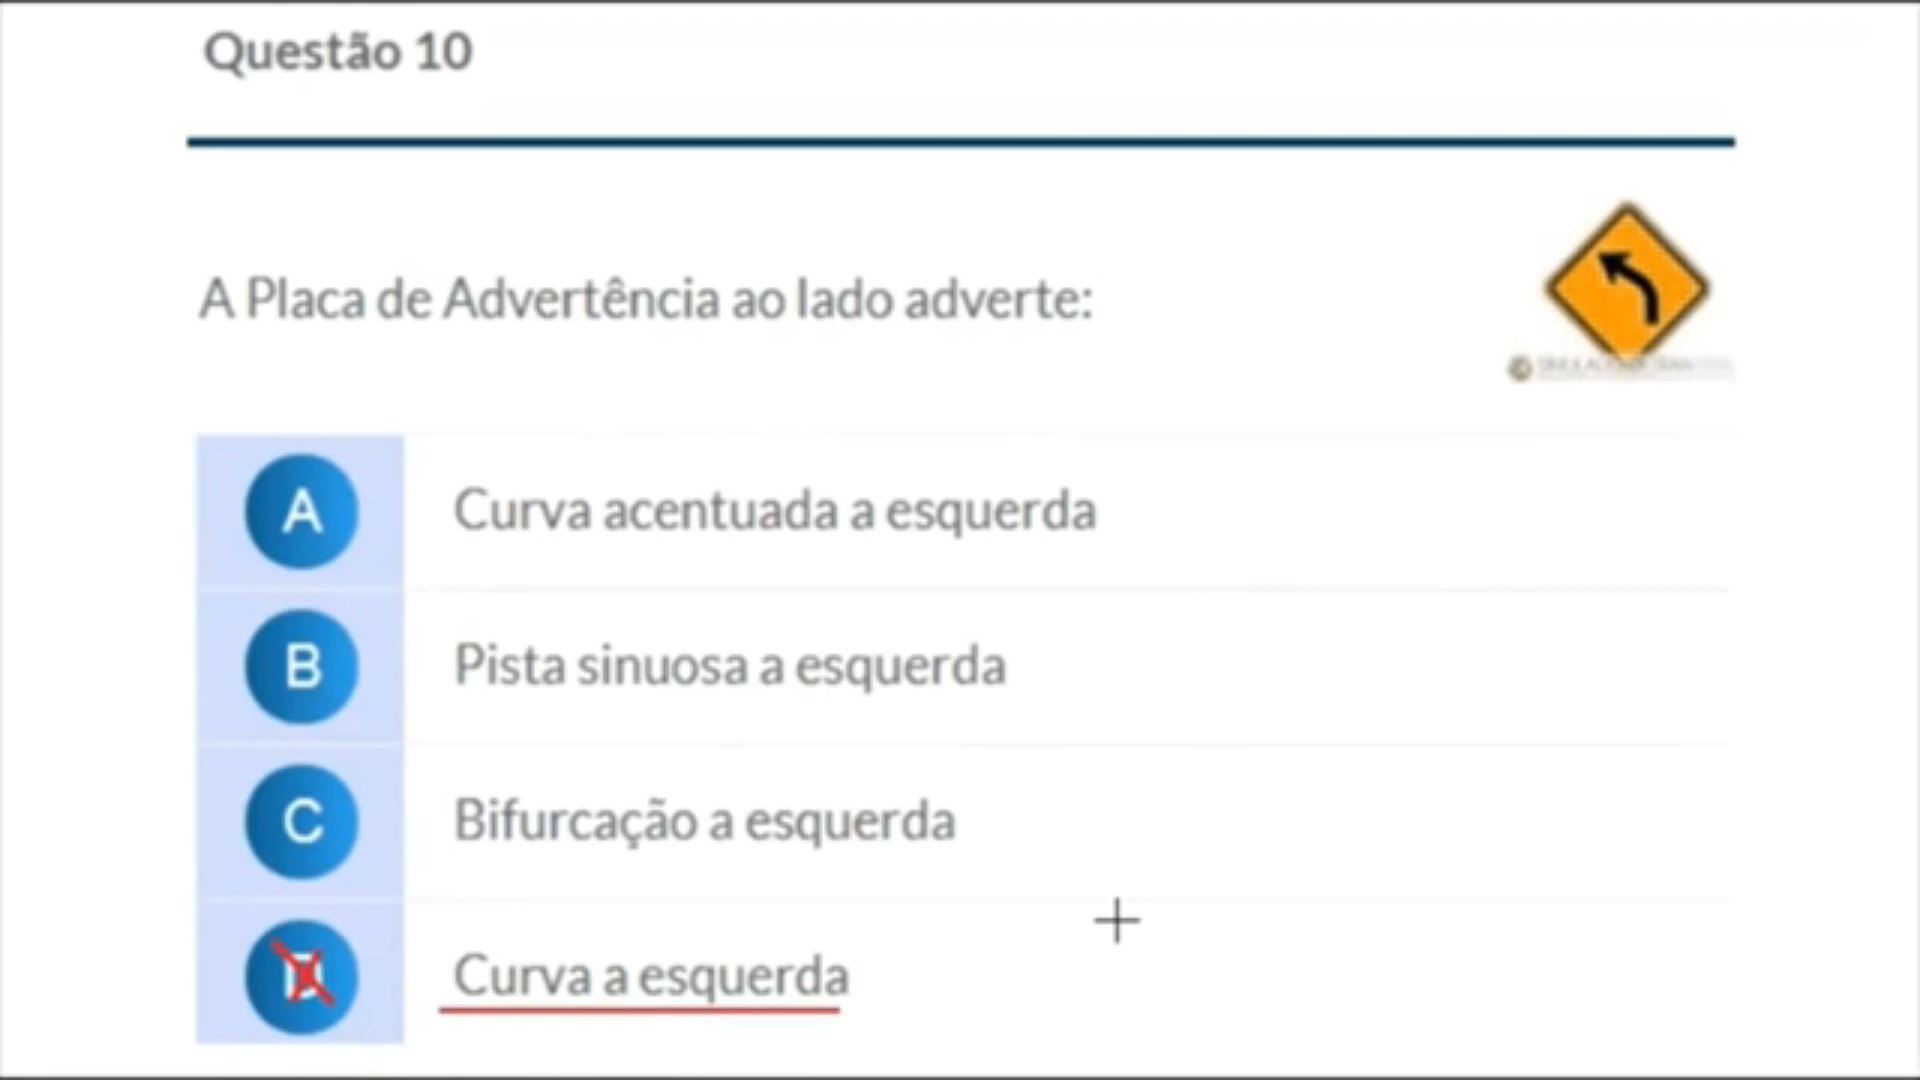 Questão 10
A Placa de Advertência ao lado adverte:
A Curva acentuada a esquerda
B Pista sinuosa a esquerda
C Bifurcação a esquerda
D Curva a esquerda